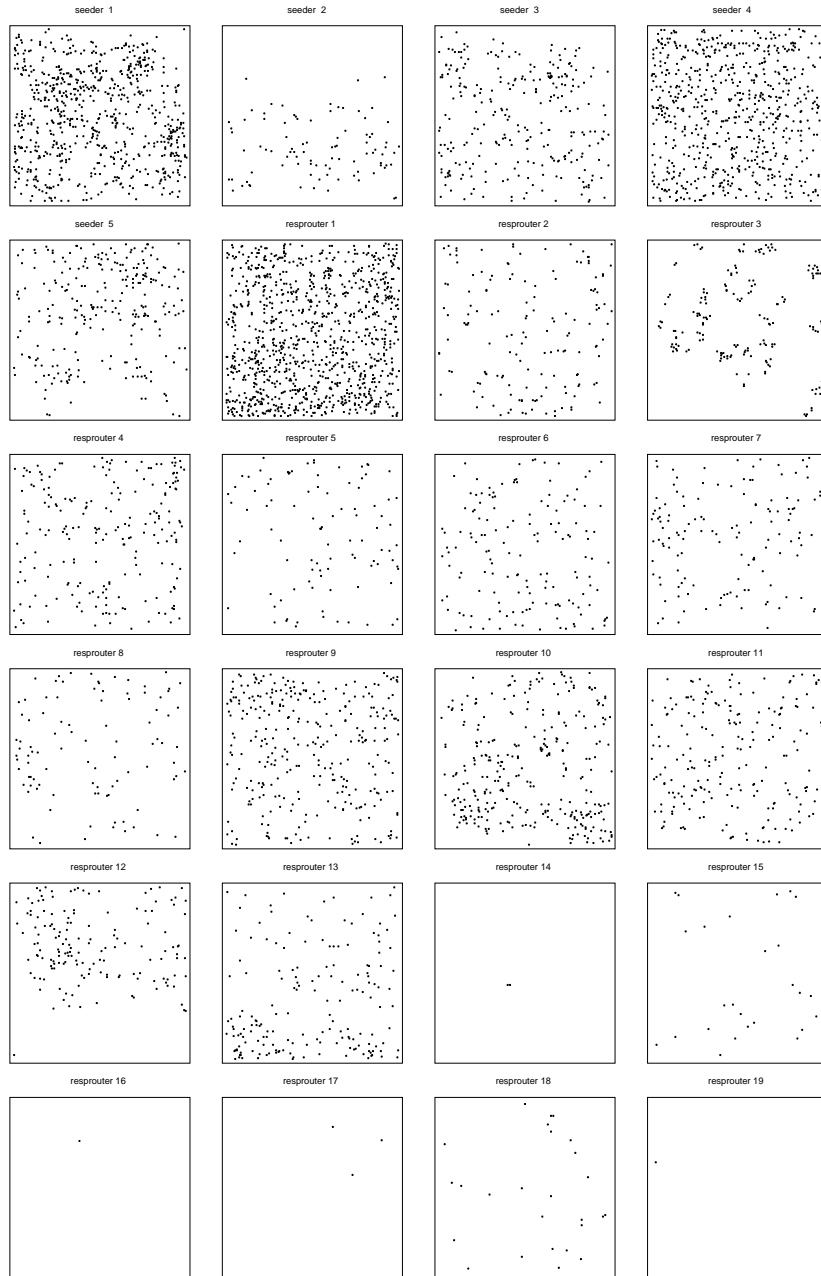 seeder 1 seeder 2 seeder 3 seeder 4
seeder 5 resprouter 1 resprouter 2 resprouter 3
resprouter 4 resprouter 5 resprouter 6 resprouter 7
resprouter 8 resprouter 9 resprouter 10 resprouter 11
resprouter 12 resprouter 13 resprouter 14 resprouter 15
resprouter 16 resprouter 17 resprouter 18 resprouter 19